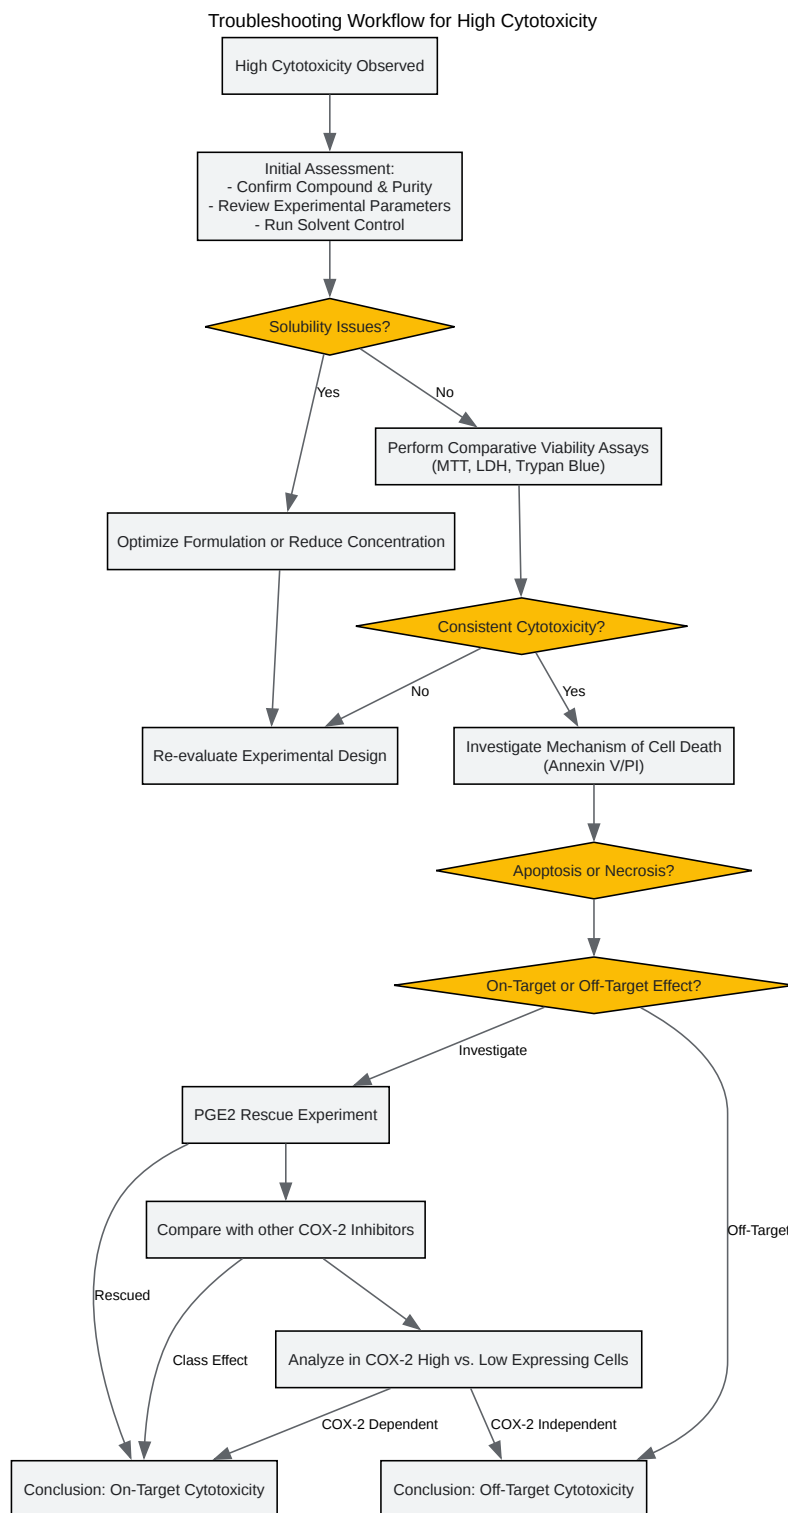 Troubleshooting Workflow for High Cytotoxicity
High Cytotoxicity Observed
Initial Assessment:
- Confirm Compound & Purity
- Review Experimental Parameters
- Run Solvent Control
Solubility Issues?
Yes
No
Perform Comparative Viability Assays
(MTT, LDH, Trypan Blue)
Optimize Formulation or Reduce Concentration
Consistent Cytotoxicity?
No
Yes
Re-evaluate Experimental Design
Investigate Mechanism of Cell Death
(Annexin V/PI)
Apoptosis or Necrosis?
On-Target or Off-Target Effect?
Investigate
PGE2 Rescue Experiment
Compare with other COX-2 Inhibitors
Off-Target
Rescued
Class Effect
Analyze in COX-2 High vs. Low Expressing Cells
COX-2 Dependent
COX-2 Independent
Conclusion: On-Target Cytotoxicity
Conclusion: Off-Target Cytotoxicity